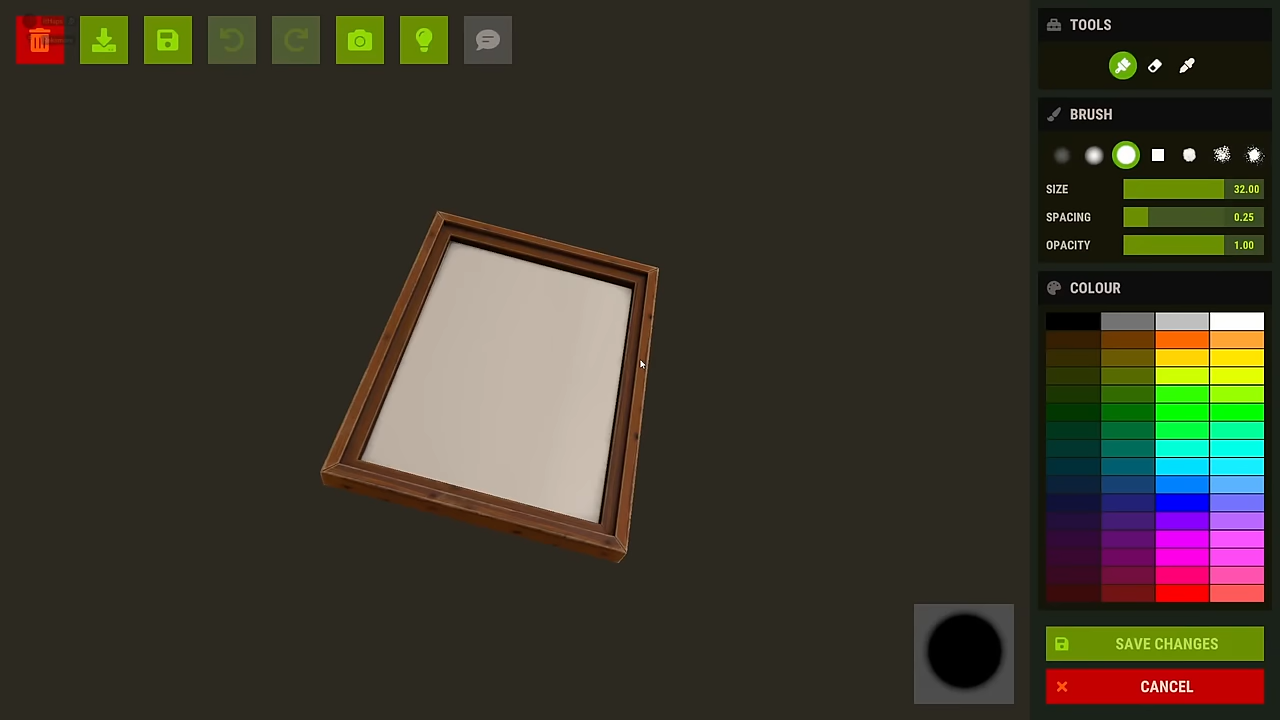 TOOLS
BRUSH
SIZE 32.00
SPACING 0.25
OPACITY 1.00
COLOUR
SAVE CHANGES
CANCEL